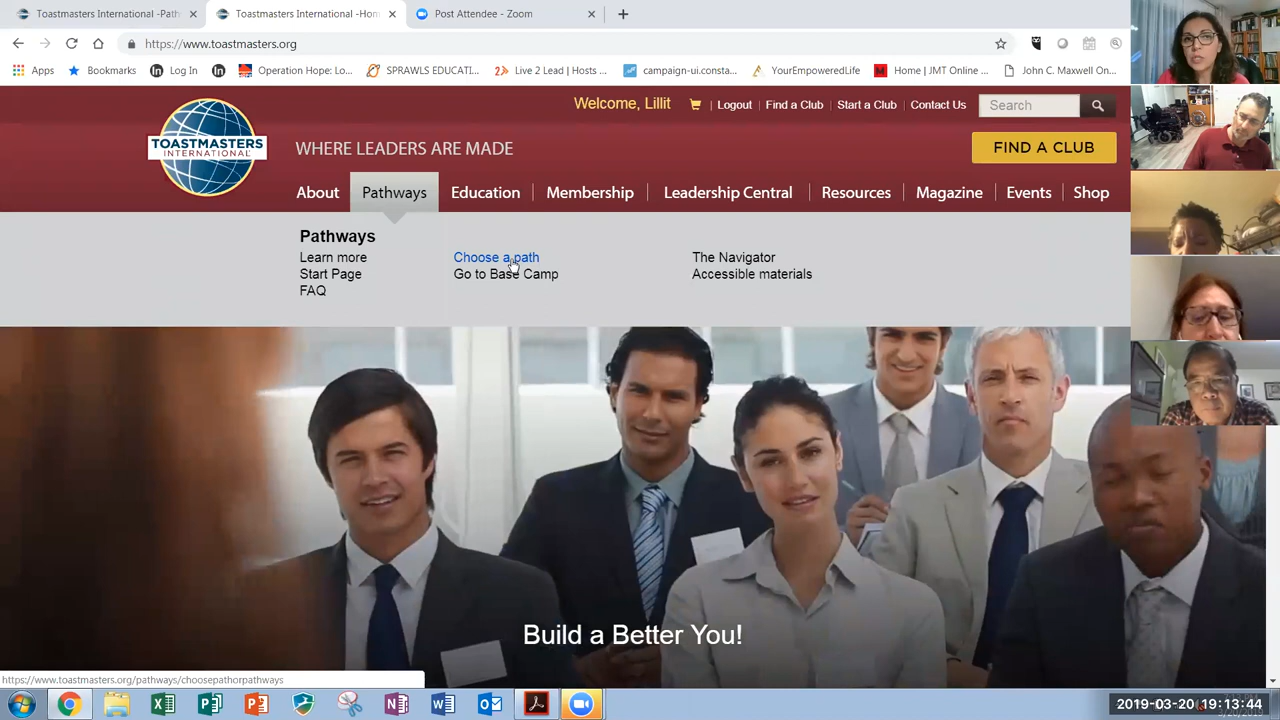 Toastmasters International -Path
Toastmasters International -Hom
Post Attendee - Zoom
https://www.toastmasters.org
Apps
Bookmarks
Log In
Operation Hope: Lo...
SPRAWLS EDUCATI...
Live2Lead Hosts ...
campaign-ui.consta...
YourEmpoweredLife
Home | JMT Online ...
John C. Maxwell On...
Welcome, Lillit
Logout
Find a Club
Start a Club
Contact Us
Search
TOASTMASTERS
INTERNATIONAL
WHERE LEADERS ARE MADE
FIND A CLUB
About
Pathways
Education
Membership
Leadership Central
Resources
Magazine
Events
Shop
Pathways
Learn more
Choose a path
The Navigator
Start Page
Go to Base Camp
Accessible materials
FAQ
Build a Better You!
https://www.toastmasters.org/pathways/choosepathorpathways
2019-03-20 19:13:44